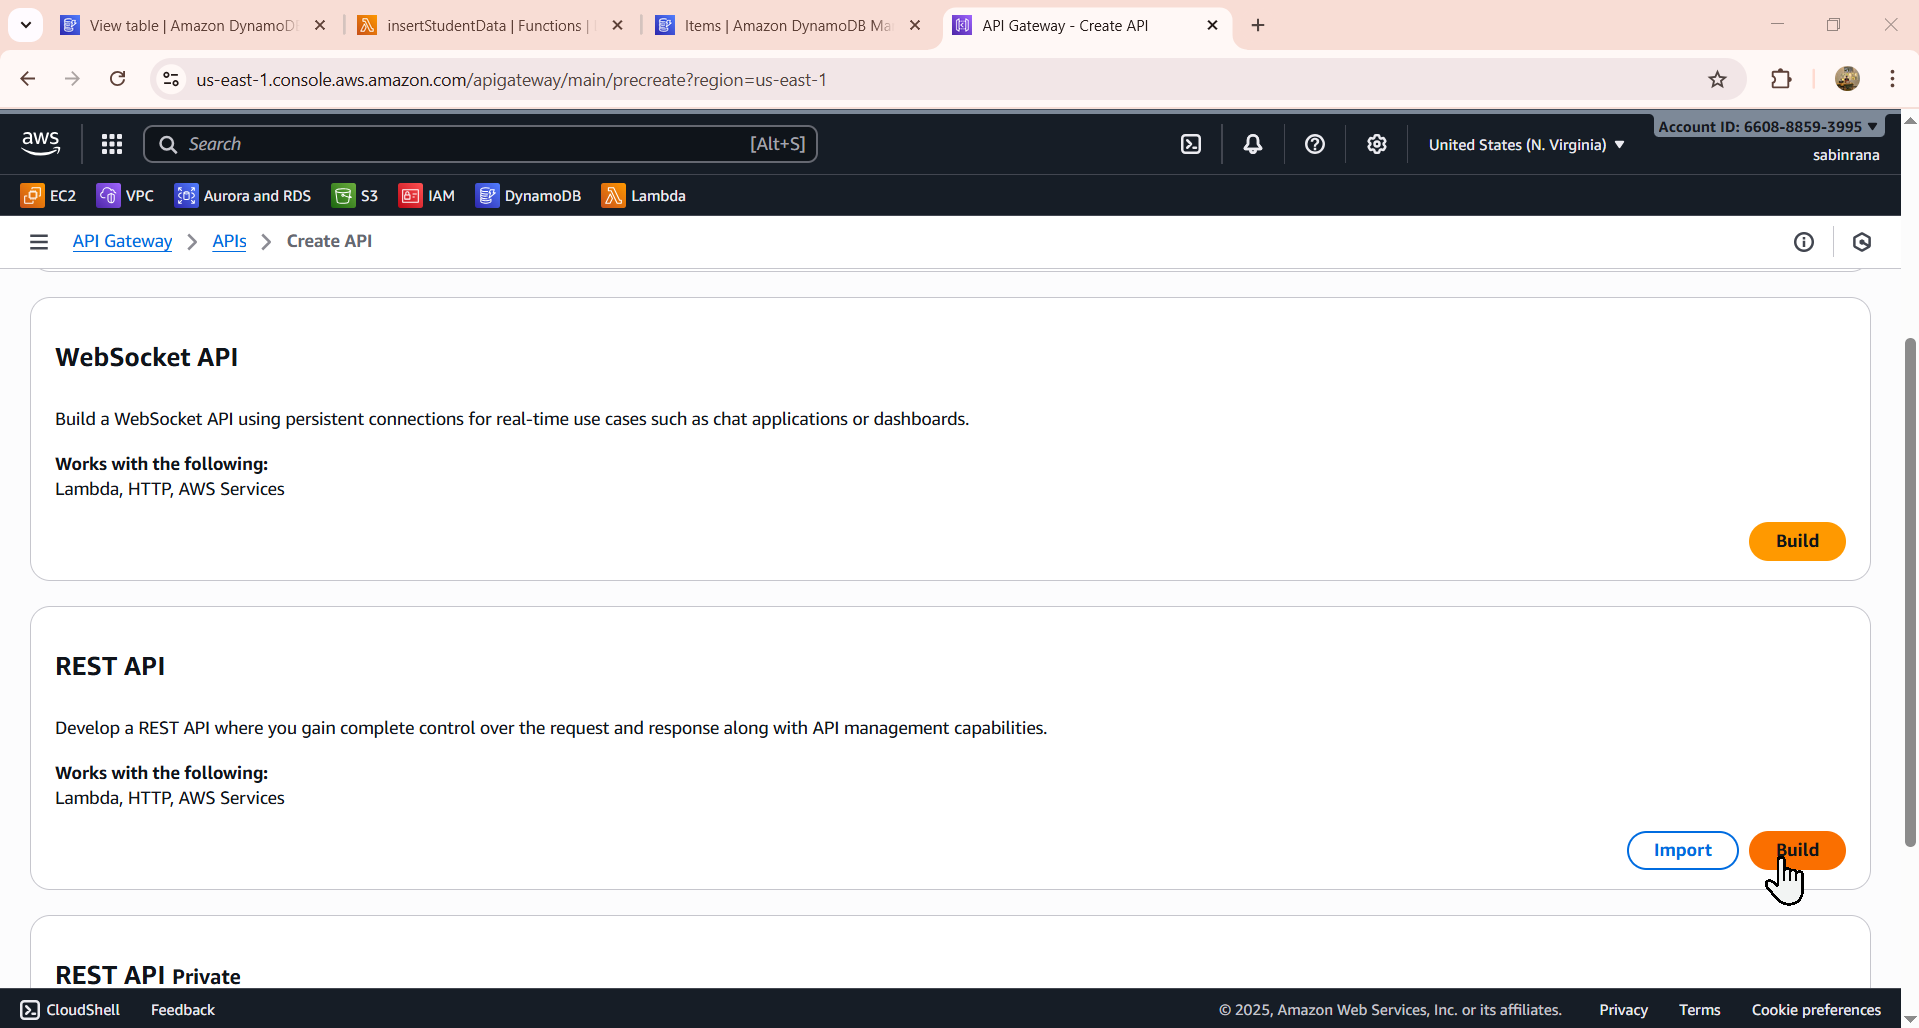 View table | Amazon DynamoDB
insertStudentData | Functions |
Items | Amazon DynamoDB Ma
API Gateway - Create API
us-east-1.console.aws.amazon.com/apigateway/main/precreate?region=us-east-1
aws
Search
[Alt+S]
United States (N. Virginia)
Account ID: 6608-8859-3995
sabinrana
EC2
VPC
Aurora and RDS
S3
IAM
DynamoDB
Lambda
API Gateway
APIs
Create API
WebSocket API
Build a WebSocket API using persistent connections for real-time use cases such as chat applications or dashboards.
Works with the following:
Lambda, HTTP, AWS Services
Build
REST API
Develop a REST API where you gain complete control over the request and response along with API management capabilities.
Works with the following:
Lambda, HTTP, AWS Services
Import
Build
REST API Private
CloudShell
Feedback
© 2025, Amazon Web Services, Inc. or its affiliates.
Privacy
Terms
Cookie preferences